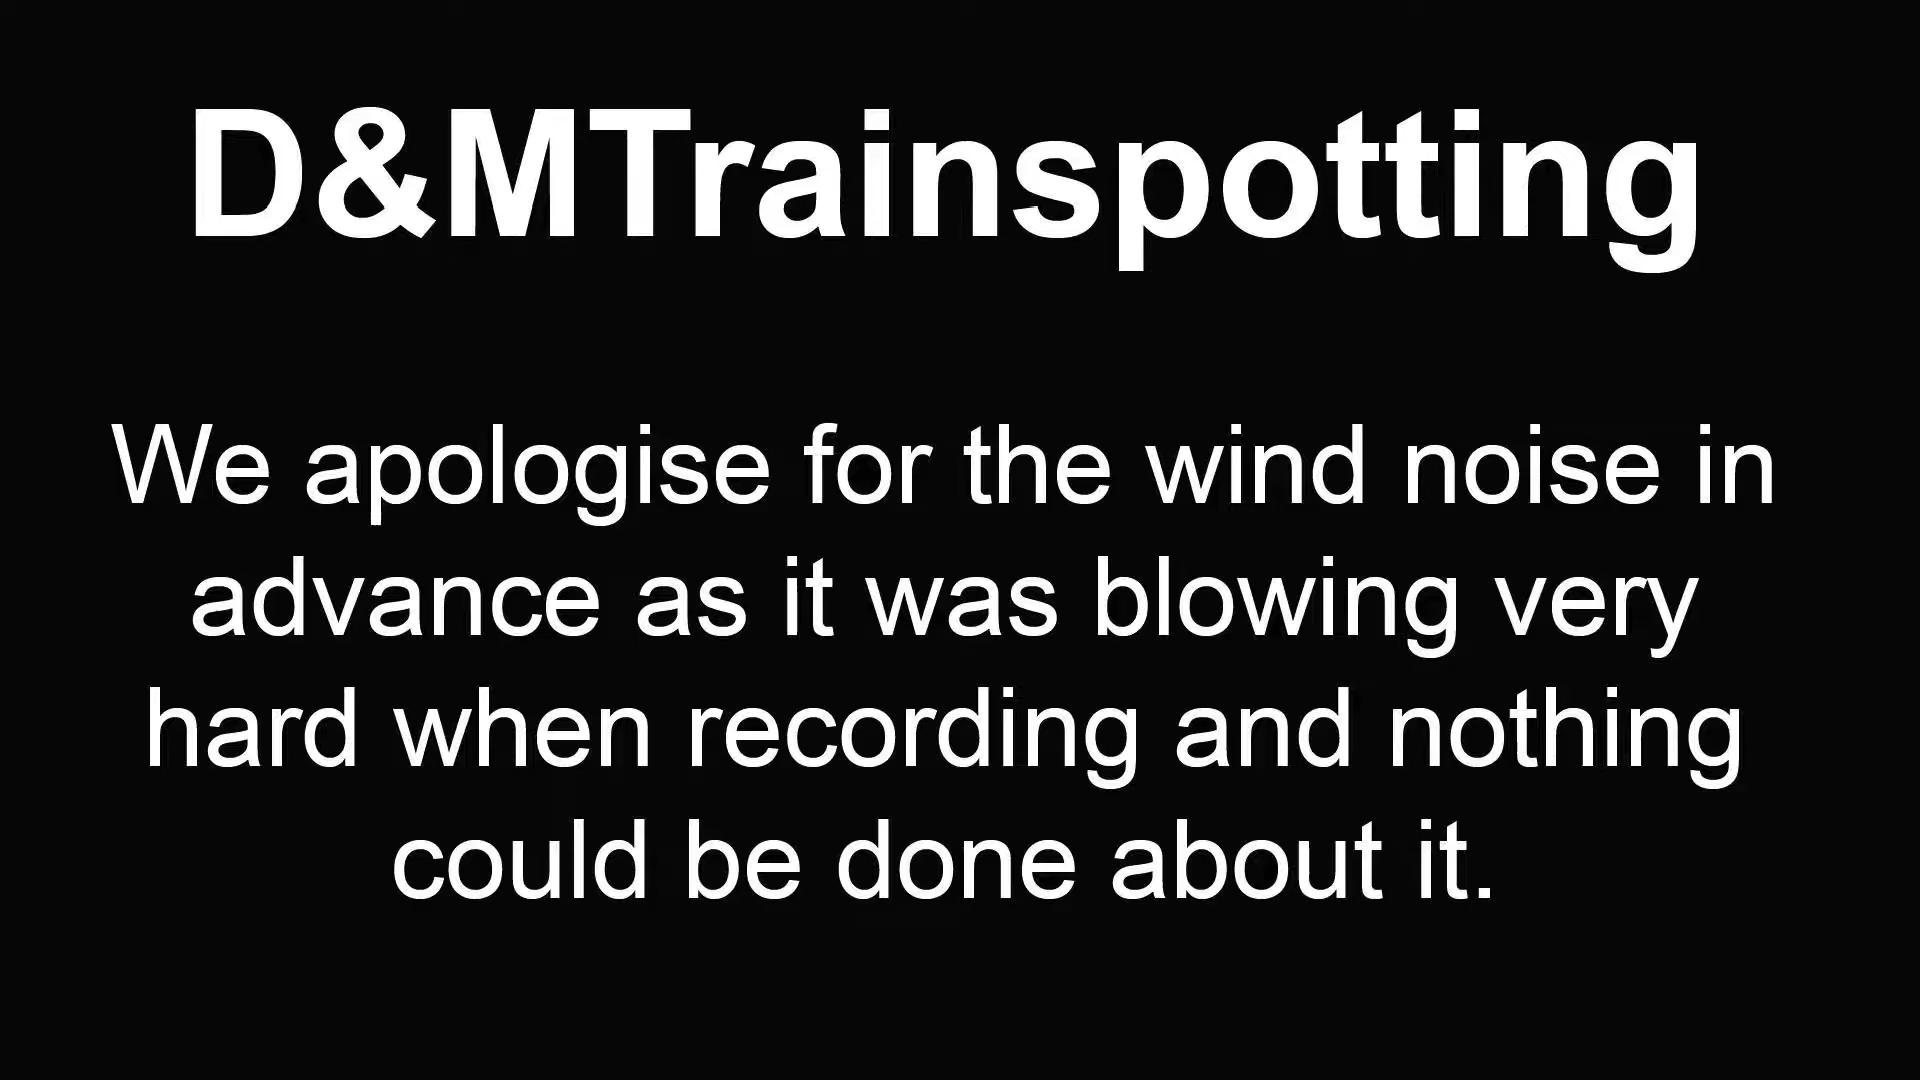 D&MTrainspotting
We apologise for the wind noise in
advance as it was blowing very
hard when recording and nothing
could be done about it.